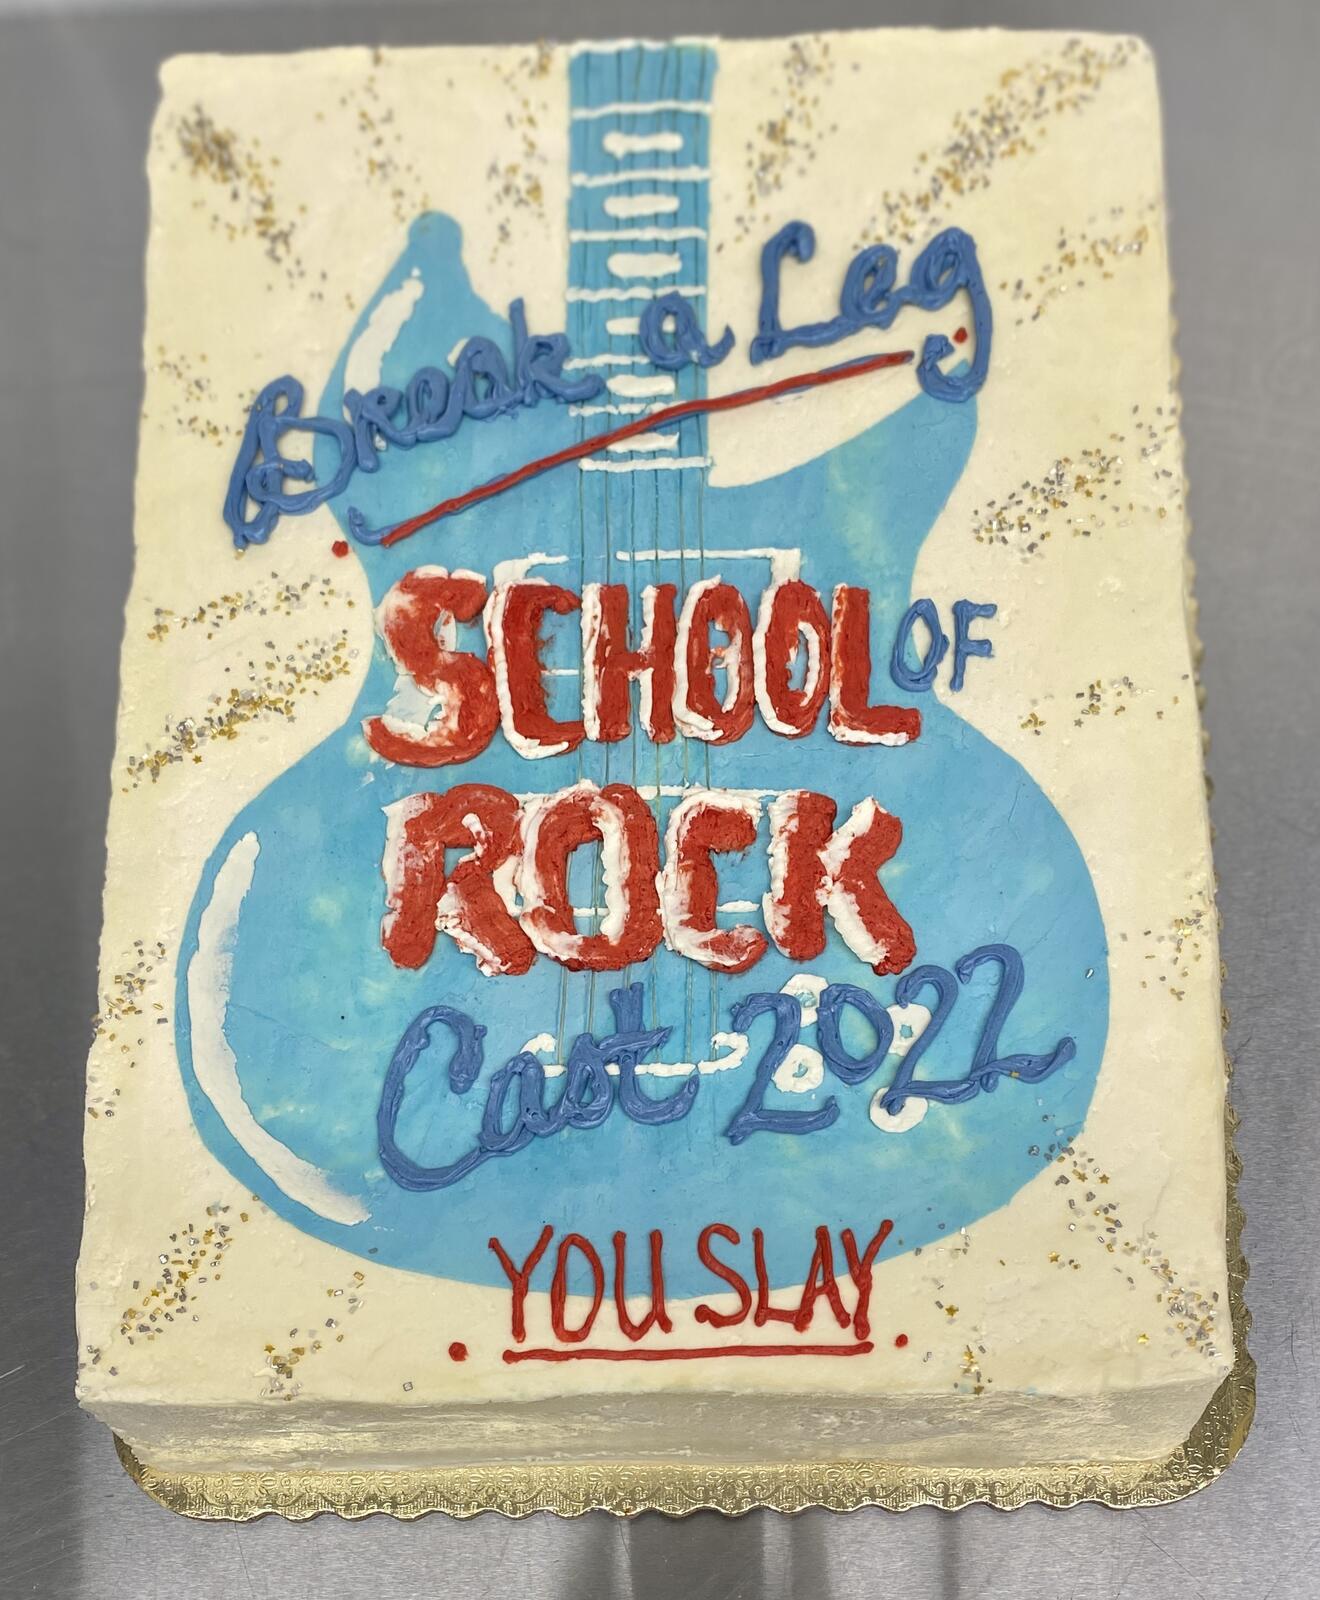 Break a Leg
SCHOOL OF
ROCK
Cast 2022
YOU SLAY